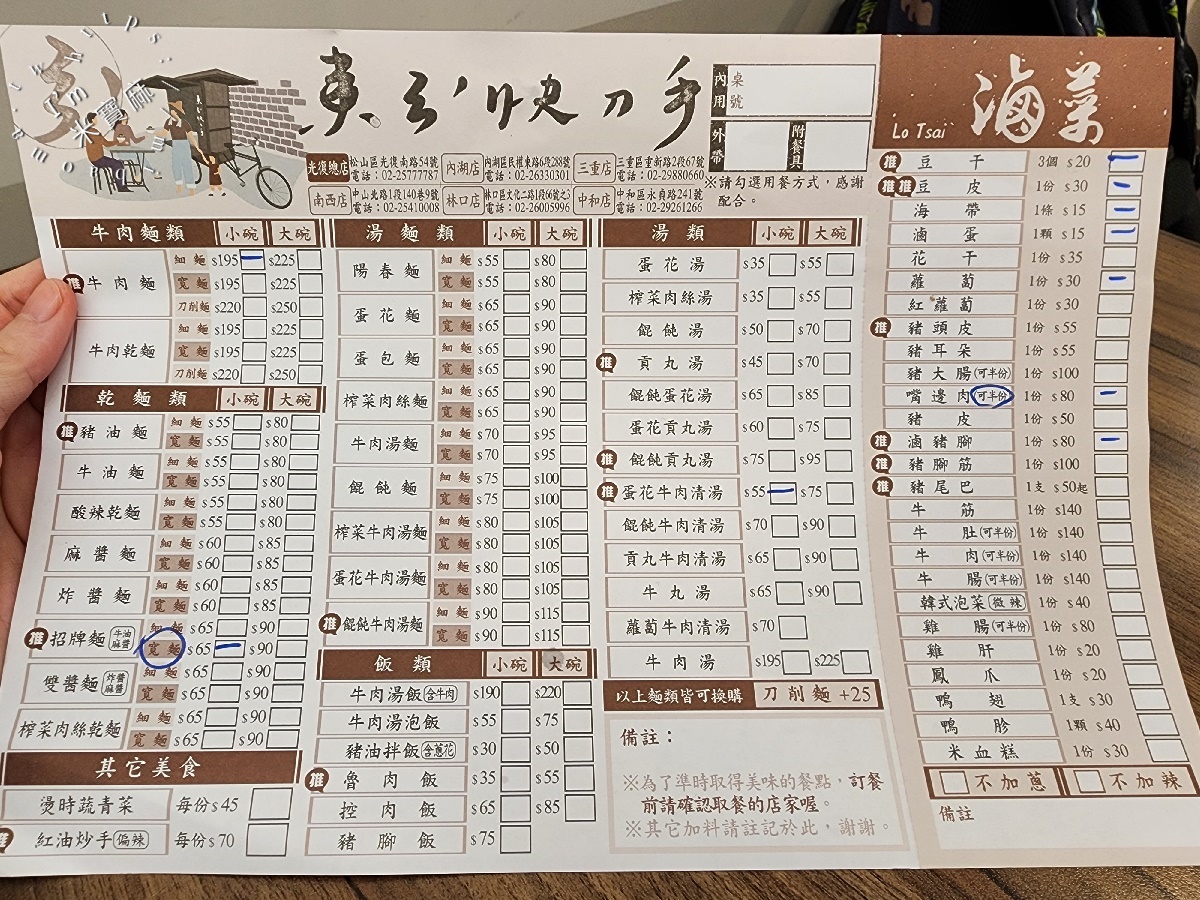 東引快刀手
內用 桌號
外帶
附餐具
※請勾選用餐方式，感謝配合。
光復總店 松山區光復南路54號 電話：02-25777787
內湖店 內湖區民權東路6段288號 電話：02-26330301
三重店 三重區重新路2段67號 電話：02-29880660
南西店 中山北路1段140巷9號 電話：02-25410008
林口店 林口區文化二路1段66號之 電話：02-26005996
中和店 中和區永貞路241號 電話：02-29261266
牛肉麵類 小碗 大碗
推 牛肉麵 細麵 $195 $225
寬麵 $195 $225
刀削麵 $220 $250
牛肉乾麵 細麵 $195 $225
寬麵 $195 $225
刀削麵 $220 $250
乾麵類 小碗 大碗
推 豬油麵 細麵 $55 $80
寬麵 $55 $80
牛油麵 細麵 $55 $80
寬麵 $55 $80
酸辣乾麵 細麵 $55 $80
寬麵 $55 $80
麻醬麵 細麵 $60 $85
寬麵 $60 $85
炸醬麵 細麵 $60 $85
寬麵 $60 $85
推 招牌麵 牛油麻醬 細麵 $65 $90
寬麵 $65 $90
雙醬麵 炸醬麻醬 細麵 $65 $90
寬麵 $65 $90
榨菜肉絲乾麵 細麵 $65 $90
寬麵 $65 $90
其它美食
燙時蔬青菜 每份$45
紅油炒手 偏辣 每份$70
湯麵類 小碗 大碗
陽春麵 細麵 $55 $80
寬麵 $55 $80
蛋花麵 細麵 $65 $90
寬麵 $65 $90
蛋包麵 細麵 $65 $90
寬麵 $65 $90
榨菜肉絲麵 細麵 $65 $90
寬麵 $65 $90
牛肉湯麵 細麵 $70 $95
寬麵 $70 $95
餛飩麵 細麵 $75 $100
寬麵 $75 $100
榨菜牛肉湯麵 細麵 $80 $105
寬麵 $80 $105
蛋花牛肉湯麵 細麵 $80 $105
寬麵 $80 $105
推 餛飩牛肉湯麵 細麵 $90 $115
寬麵 $90 $115
飯類 小碗 大碗
牛肉湯飯 含牛肉 $190 $220
牛肉湯泡飯 $55 $75
豬油拌飯 含蔥花 $30 $50
推 魯肉飯 $35 $55
控肉飯 $65 $85
豬腳飯 $75
湯類 小碗 大碗
蛋花湯 $35 $55
榨菜肉絲湯 $35 $55
餛飩湯 $50 $70
推 貢丸湯 $45 $70
餛飩蛋花湯 $65 $85
蛋花貢丸湯 $60 $75
推 餛飩貢丸湯 $75 $95
推 蛋花牛肉清湯 $55 $75
餛飩牛肉清湯 $70 $90
貢丸牛肉清湯 $65 $90
牛丸湯 $65 $90
蘿蔔牛肉清湯 $70
牛肉湯 $195 $225
以上麵類皆可換購 刀削麵+25
備註：
※為了準時取得美味的餐點，訂餐
前請確認取餐的店家喔。
※其它加料請註記於此，謝謝。
Lo Tsai 滷菜
推 豆干 3個 $20
推推 豆皮 1份 $30
海帶 1條 $15
滷蛋 1顆 $15
花干 1份 $35
蘿蔔 1份 $30
紅蘿蔔 1份 $30
推 豬頭皮 1份 $55
豬耳朵 1份 $55
豬大腸(可半份) 1份 $100
嘴邊肉(可半份) 1份 $80
豬皮 1份 $50
推 滷豬腳 1份 $80
推 豬腳筋 1份 $100
推 豬尾巴 1支 $50起
牛筋 1份 $140
牛肚(可半份) 1份 $140
牛肉(可半份) 1份 $140
牛腸(可半份) 1份 $140
韓式泡菜 微辣 1份 $40
雞腸(可半份) 1份 $80
雞肝 1份 $20
鳳爪 1份 $20
鴨翅 1支 $30
鴨胗 1顆 $40
米血糕 1份 $30
不加蔥 不加辣
備註